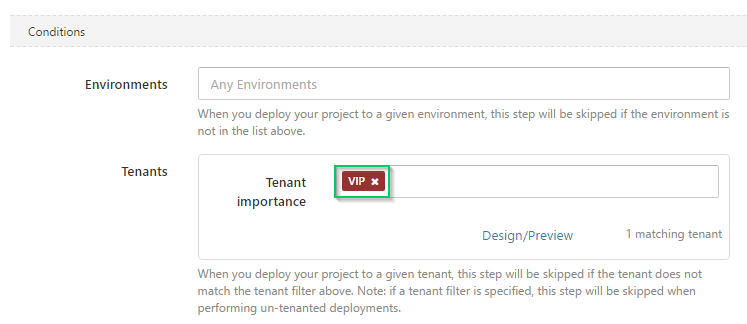 Conditions
Environments
Any Environments
When you deploy your project to a given environment, this step will be skipped if the environment is
not in the list above.
Tenants
Tenant
importance
VIP ✖
Design/Preview
1 matching tenant
When you deploy your project to a given tenant, this step will be skipped if the tenant does not
match the tenant filter above. Note: if a tenant filter is specified, this step will be skipped when
performing un-tenanted deployments.